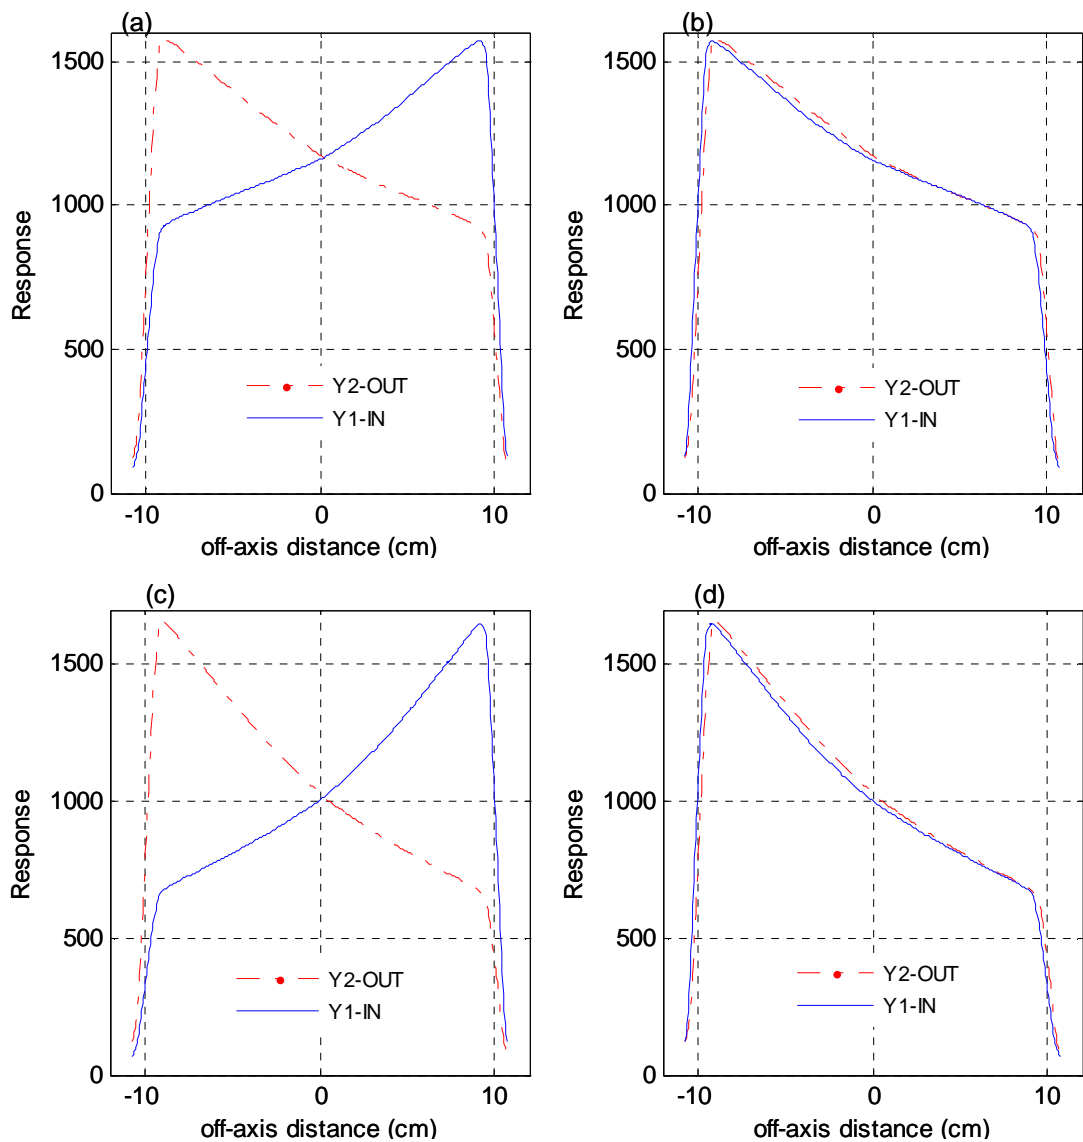 (a)
1500
1000
500
0
Response
Y2-OUT
Y1-IN
-10 0 10
off-axis distance (cm)
(b)
1500
1000
500
0
Response
Y2-OUT
Y1-IN
-10 0 10
off-axis distance (cm)
(c)
1500
1000
500
0
Response
Y2-OUT
Y1-IN
-10 0 10
off-axis distance (cm)
(d)
1500
1000
500
0
Response
Y2-OUT
Y1-IN
-10 0 10
off-axis distance (cm)